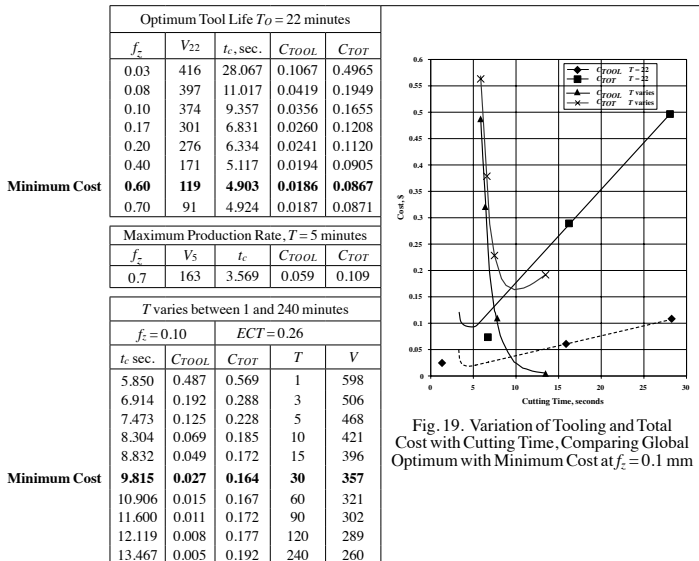 Optimum Tool Life T_O = 22 minutes
f_z V22 t_c, sec. C_TOOL C_TOT
0.03 416 28.067 0.1067 0.4965
0.08 397 11.017 0.0419 0.1949
0.10 374 9.357 0.0356 0.1655
0.17 301 6.831 0.0260 0.1208
0.20 276 6.334 0.0241 0.1120
0.40 171 5.117 0.0194 0.0905
Minimum Cost 0.60 119 4.903 0.0186 0.0867
0.70 91 4.924 0.0187 0.0871
Maximum Production Rate, T = 5 minutes
f_z V_5 t_c C_TOOL C_TOT
0.7 163 3.569 0.059 0.109
T varies between 1 and 240 minutes
f_z = 0.10 ECT = 0.26
t_c sec. C_TOOL C_TOT T V
5.850 0.487 0.569 1 598
6.914 0.192 0.288 3 506
7.473 0.125 0.228 5 468
8.304 0.069 0.185 10 421
8.832 0.049 0.172 15 396
Minimum Cost 9.815 0.027 0.164 30 357
10.906 0.015 0.167 60 321
11.600 0.011 0.172 90 302
12.119 0.008 0.177 120 289
13.467 0.005 0.192 240 260
0.6
0.55
0.5
0.45
0.4
0.35
0.3
0.25
0.2
0.15
0.1
0.05
0
Cost, $
C_TOOL T = 22
C_TOT T = 22
C_TOOL T varies
C_TOT T varies
0 5 10 15 20 25 30
Cutting Time, seconds
Fig. 19. Variation of Tooling and Total
Cost with Cutting Time, Comparing Global
Optimum with Minimum Cost at f_z = 0.1 mm